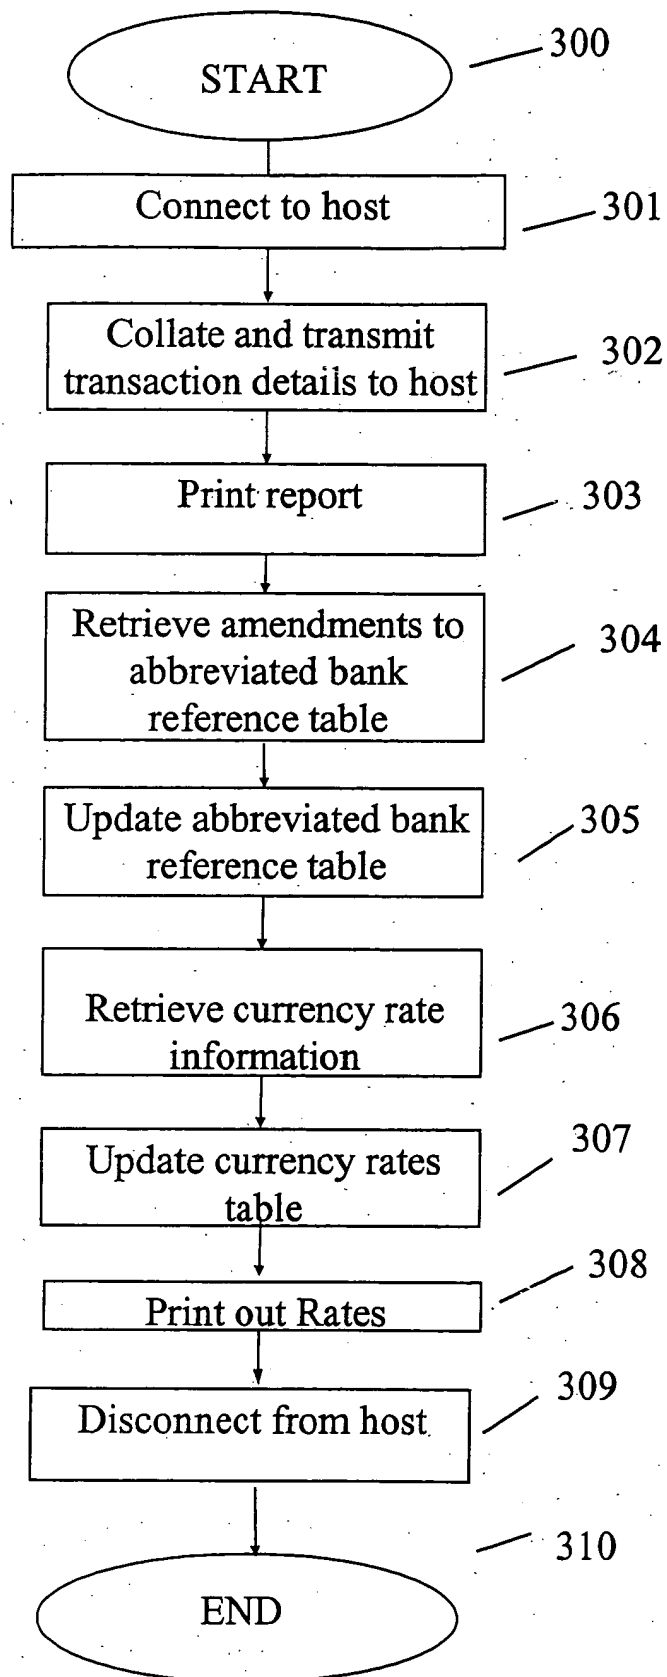 START
300
Connect to host
301
Collate and transmit
transaction details to host
302
Print report
303
Retrieve amendments to
abbreviated bank
reference table
304
Update abbreviated bank
reference table
305
Retrieve currency rate
information
306
Update currency rates
table
307
Print out Rates
308
Disconnect from host
309
END
310